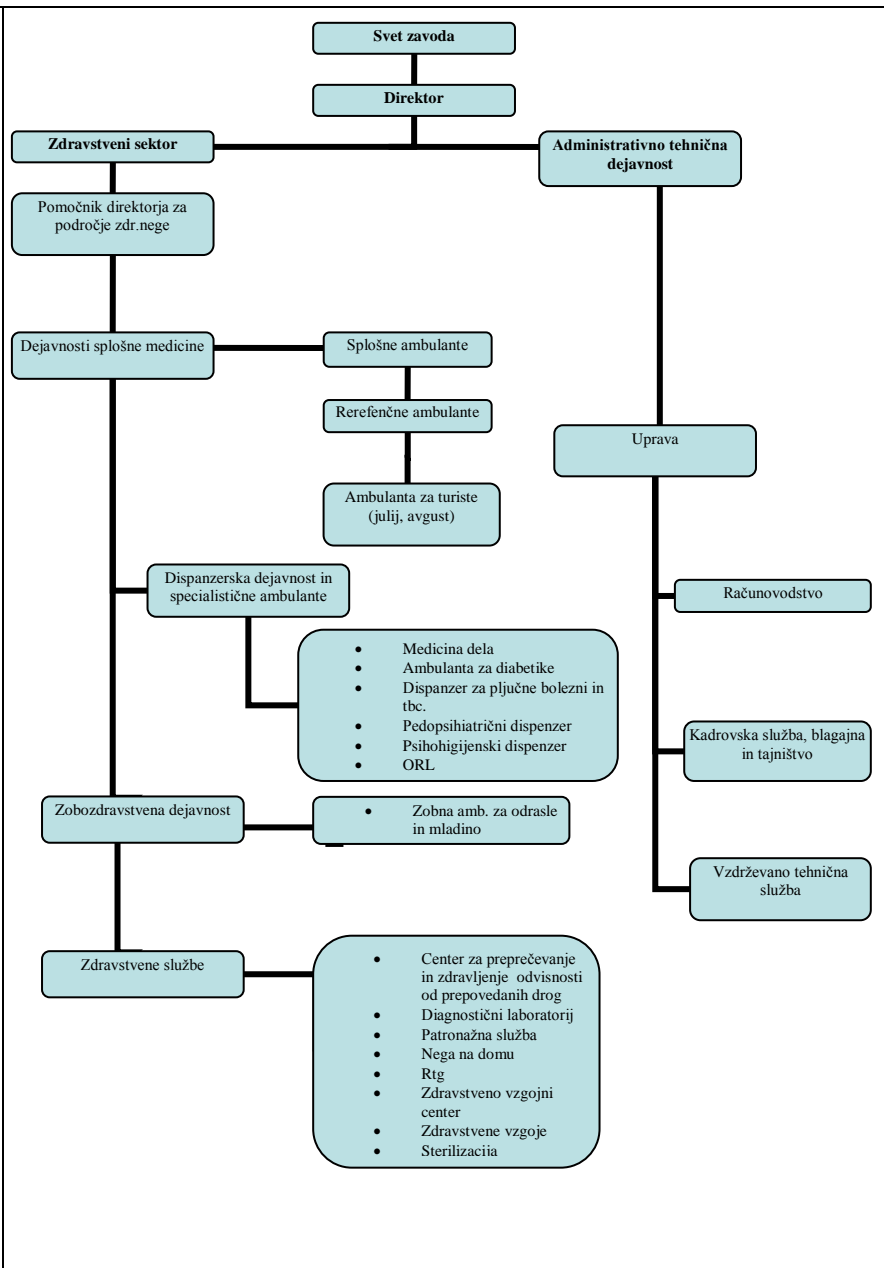 Svet zavoda
Direktor
Zdravstveni sektor
Administrativno tehnična
dejavnost
Pomočnik direktorja za
področje zdr.nege
Dejavnosti splošne medicine
Splošne ambulante
Rerefenčne ambulante
Uprava
Ambulanta za turiste
(julij, avgust)
Dispanzerska dejavnost in
specialistične ambulante
Računovodstvo
• Medicina dela
• Ambulanta za diabetike
• Dispanzer za pljučne bolezni in
tbc.
• Pedopsihiatrični dispenzer
• Psihohigijenski dispenzer
• ORL
Kadrovska služba, blagajna
in tajništvo
Zobozdravstvena dejavnost
• Zobna amb. za odrasle
in mladino
Vzdrževano tehnična
služba
Zdravstvene službe
• Center za preprečevanje
in zdravljenje odvisnosti
od prepovedanih drog
• Diagnostični laboratorij
• Patronažna služba
• Nega na domu
• Rtg
• Zdravstveno vzgojni
center
• Zdravstvene vzgoje
• Sterilizacija